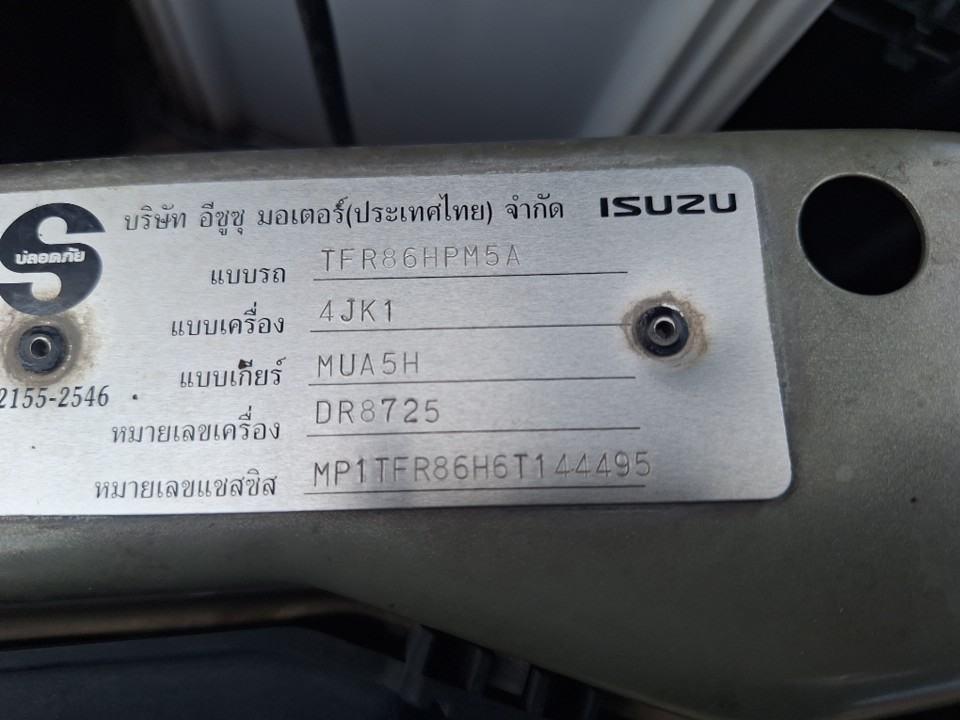 บริษัท อีซูซุ มอเตอร์(ประเทศไทย) จำกัด ISUZU
S
ปลอดภัย
แบบรถ TFR86HPM5A
แบบเครื่อง 4JK1
แบบเกียร์ MUA5H
2155-2546
หมายเลขเครื่อง DR8725
หมายเลขแชสซิส MP1TFR86H6T144495